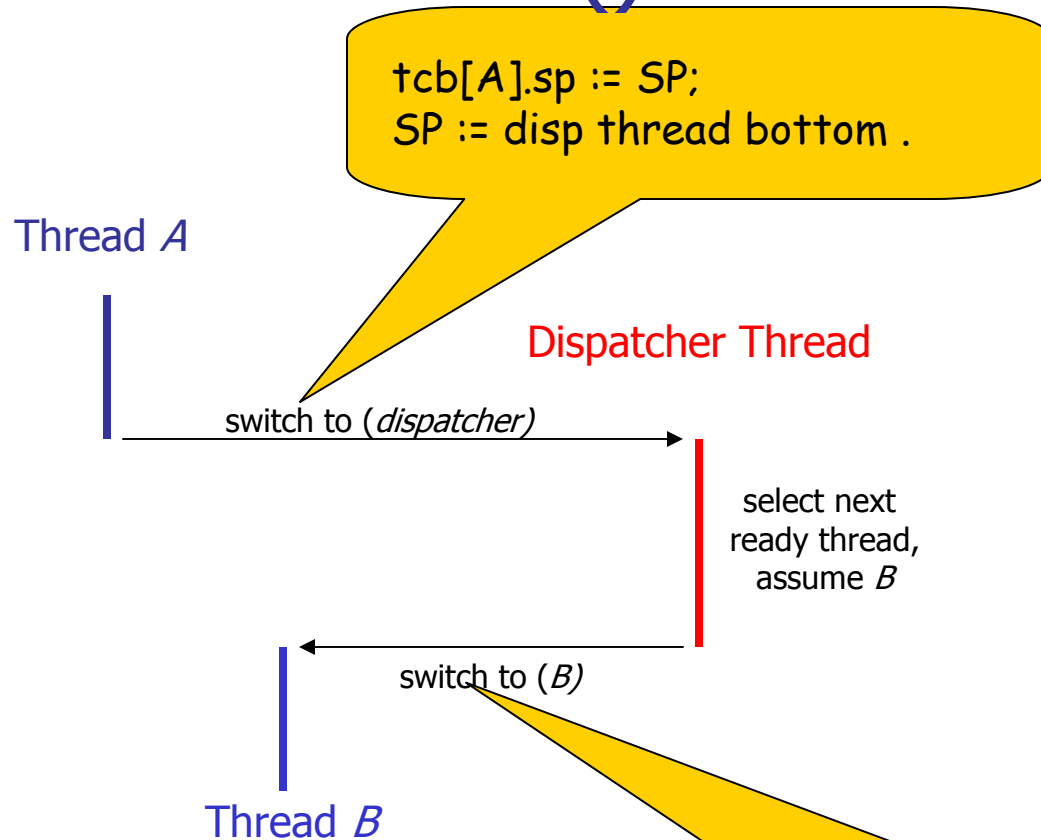 tcb[A].sp := SP;
SP := disp thread bottom .
Thread A
Dispatcher Thread
switch to (dispatcher)
select next
ready thread,
assume B
switch to (B)
Thread B